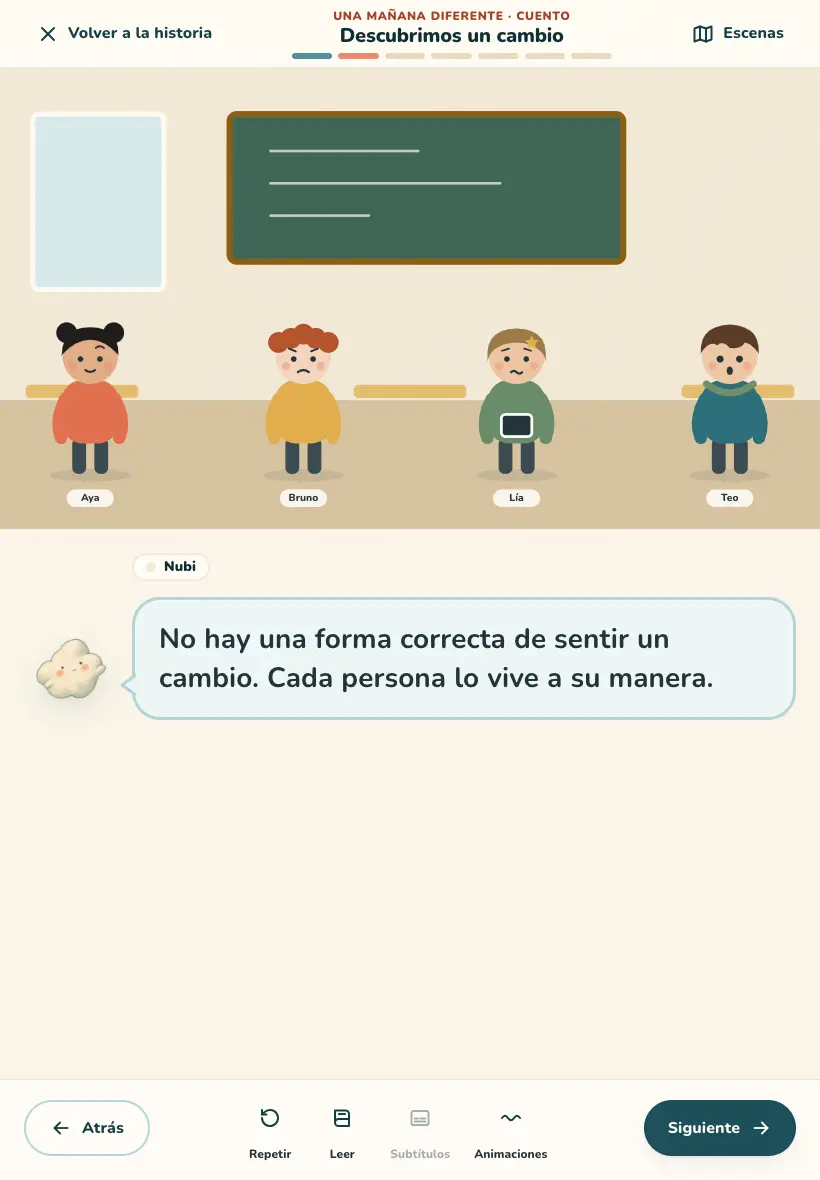 Volver a la historia
UNA MAÑANA DIFERENTE · CUENTO
Descubrimos un cambio
Escenas
Aya
Bruno
Lía
Teo
Nubi
No hay una forma correcta de sentir un
cambio. Cada persona lo vive a su manera.
Atrás
Repetir
Leer
Subtítulos
Animaciones
Siguiente